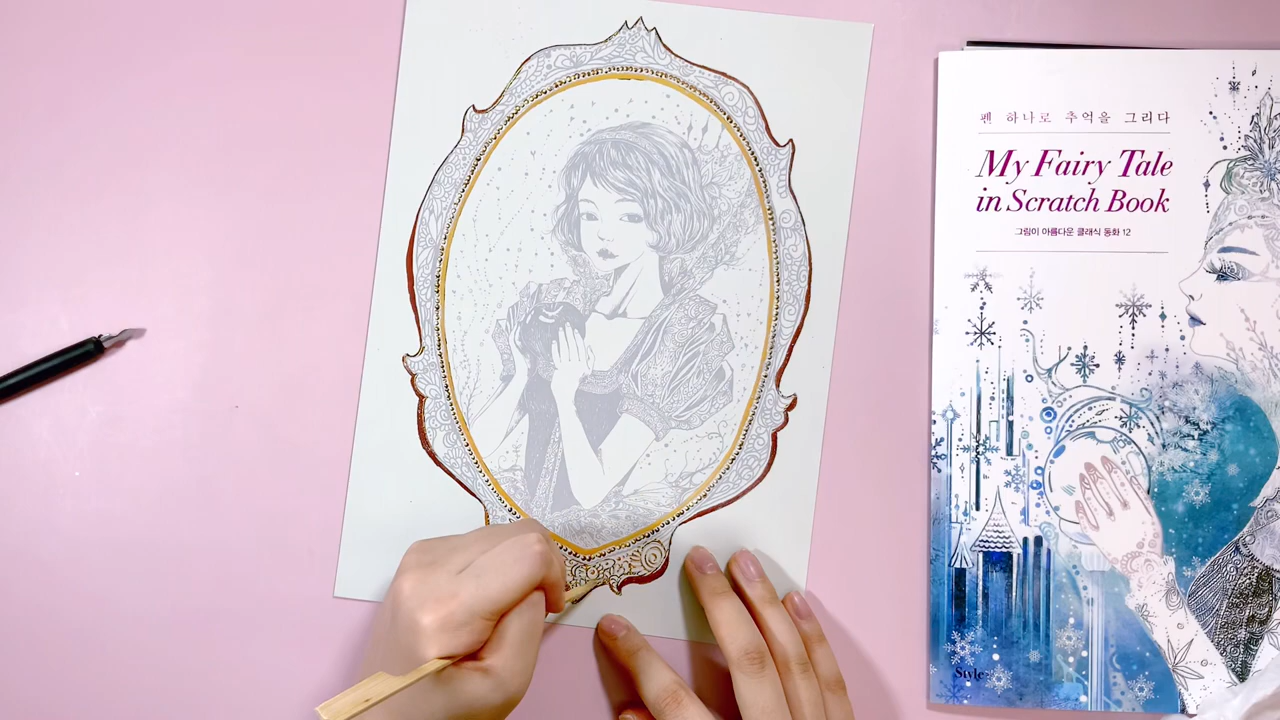 펜 하나로 추억을 그리다
My Fairy Tale
in Scratch Book
그림이 아름다운 클래식 동화 12
Style